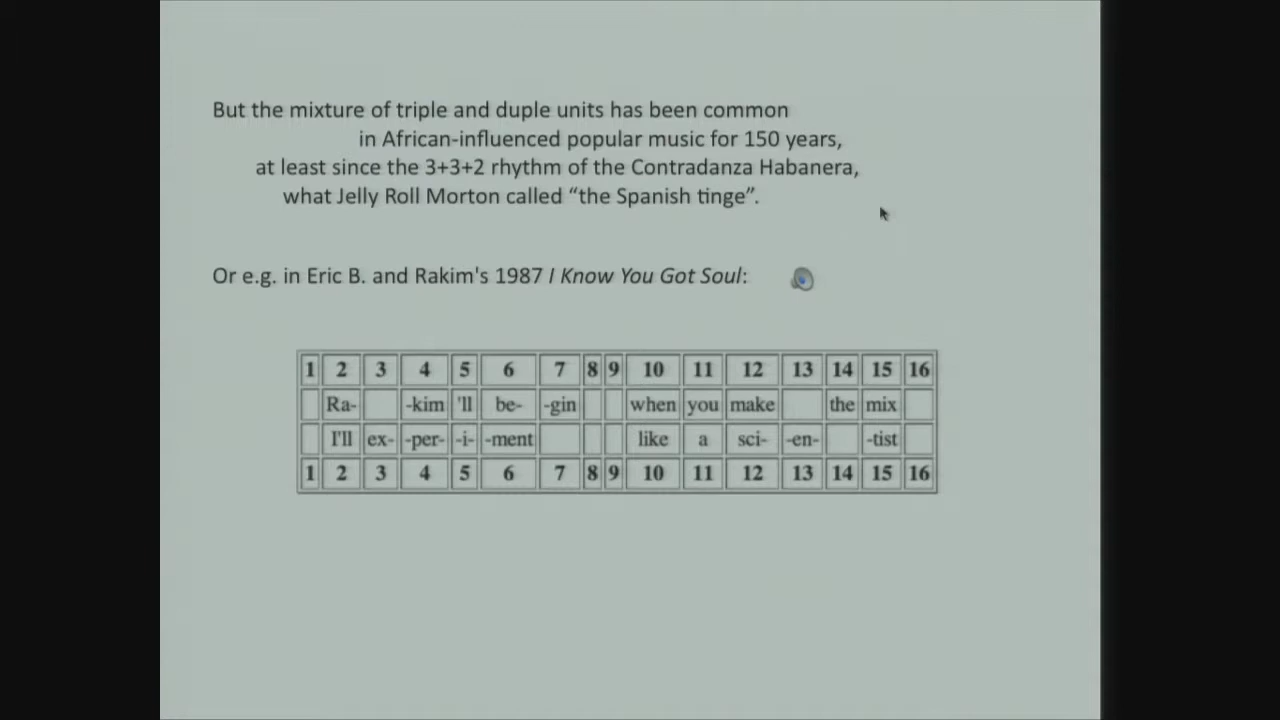 But the mixture of triple and duple units has been common
in African-influenced popular music for 150 years,
at least since the 3+3+2 rhythm of the Contradanza Habanera,
what Jelly Roll Morton called “the Spanish tinge”.
Or e.g. in Eric B. and Rakim's 1987 I Know You Got Soul:
1 2 3 4 5 6 7 8 9 10 11 12 13 14 15 16
Ra- -kim 'll be- -gin when you make the mix
I'll ex- -per- -i- -ment like a sci- -en- -tist
1 2 3 4 5 6 7 8 9 10 11 12 13 14 15 16